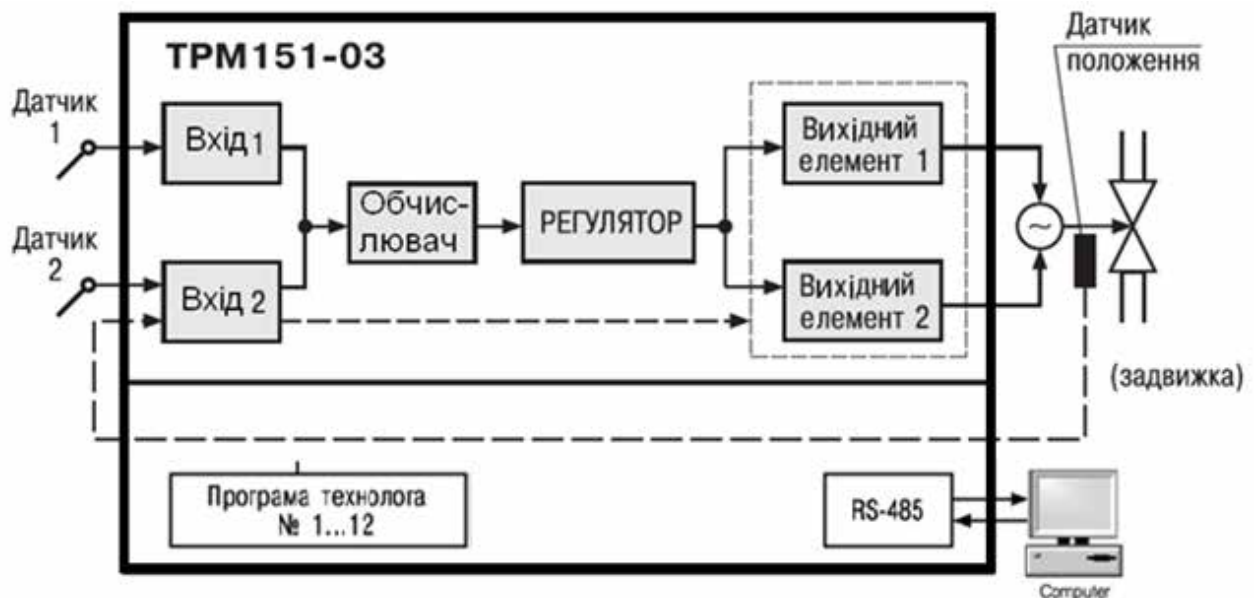 ТРМ151-03
Датчик
положення
Датчик
1
Вхід 1
Вихідний
елемент 1
Обчис-
лювач
РЕГУЛЯТОР
~
Датчик
2
Вхід 2
Вихідний
елемент 2
(задвижка)
Програма технолога
№ 1...12
RS-485
Computer